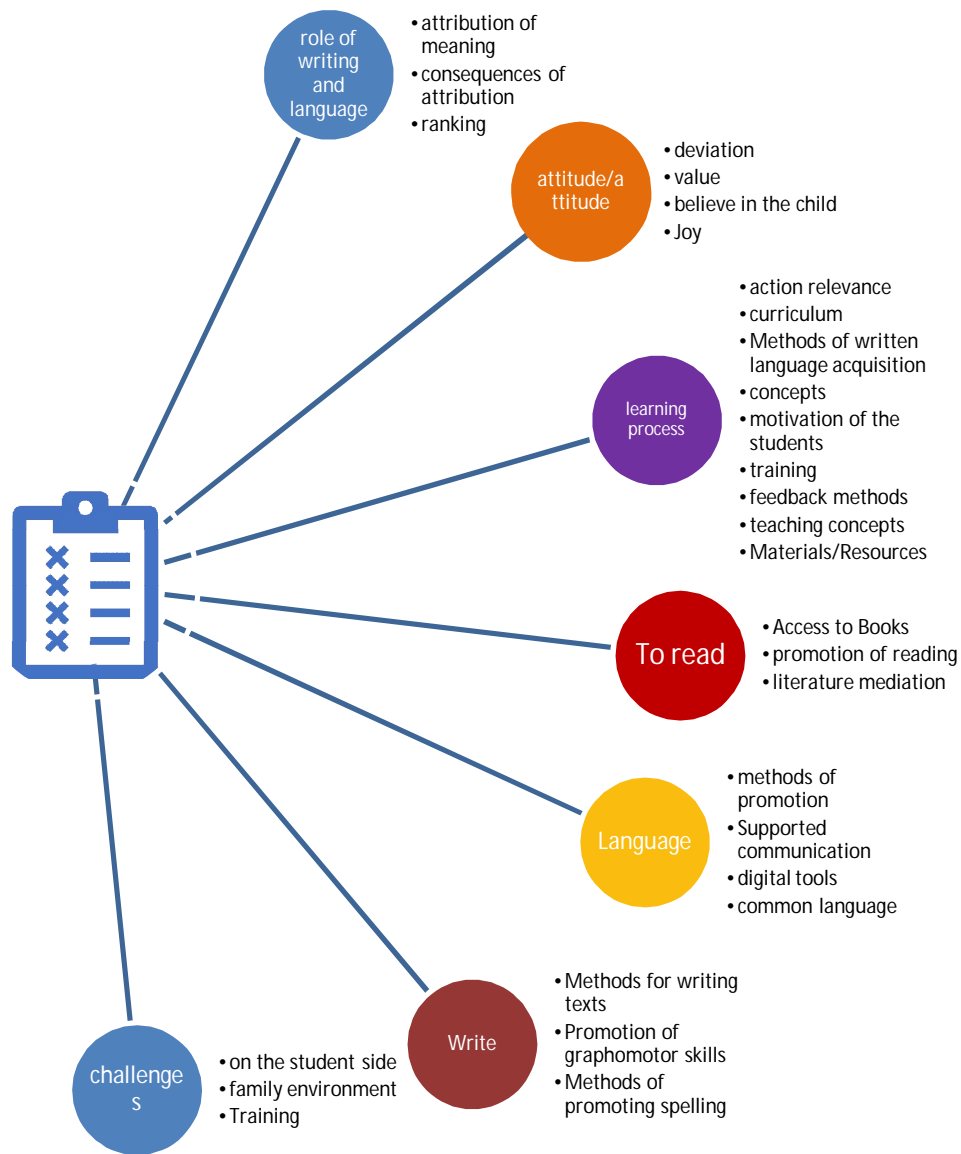 role of
writing
and
language
• attribution of
meaning
• consequences of
attribution
• ranking
attitude/a
ttitude
• deviation
• value
• believe in the child
• Joy
learning
process
• action relevance
• curriculum
• Methods of written
language acquisition
• concepts
• motivation of the
students
• training
• feedback methods
• teaching concepts
• Materials/Resources
To read
• Access to Books
• promotion of reading
• literature mediation
Language
• methods of
promotion
• Supported
communication
• digital tools
• common language
Write
• Methods for writing
texts
• Promotion of
graphomotor skills
• Methods of
promoting spelling
challenge
s
• on the student side
• family environment
• Training